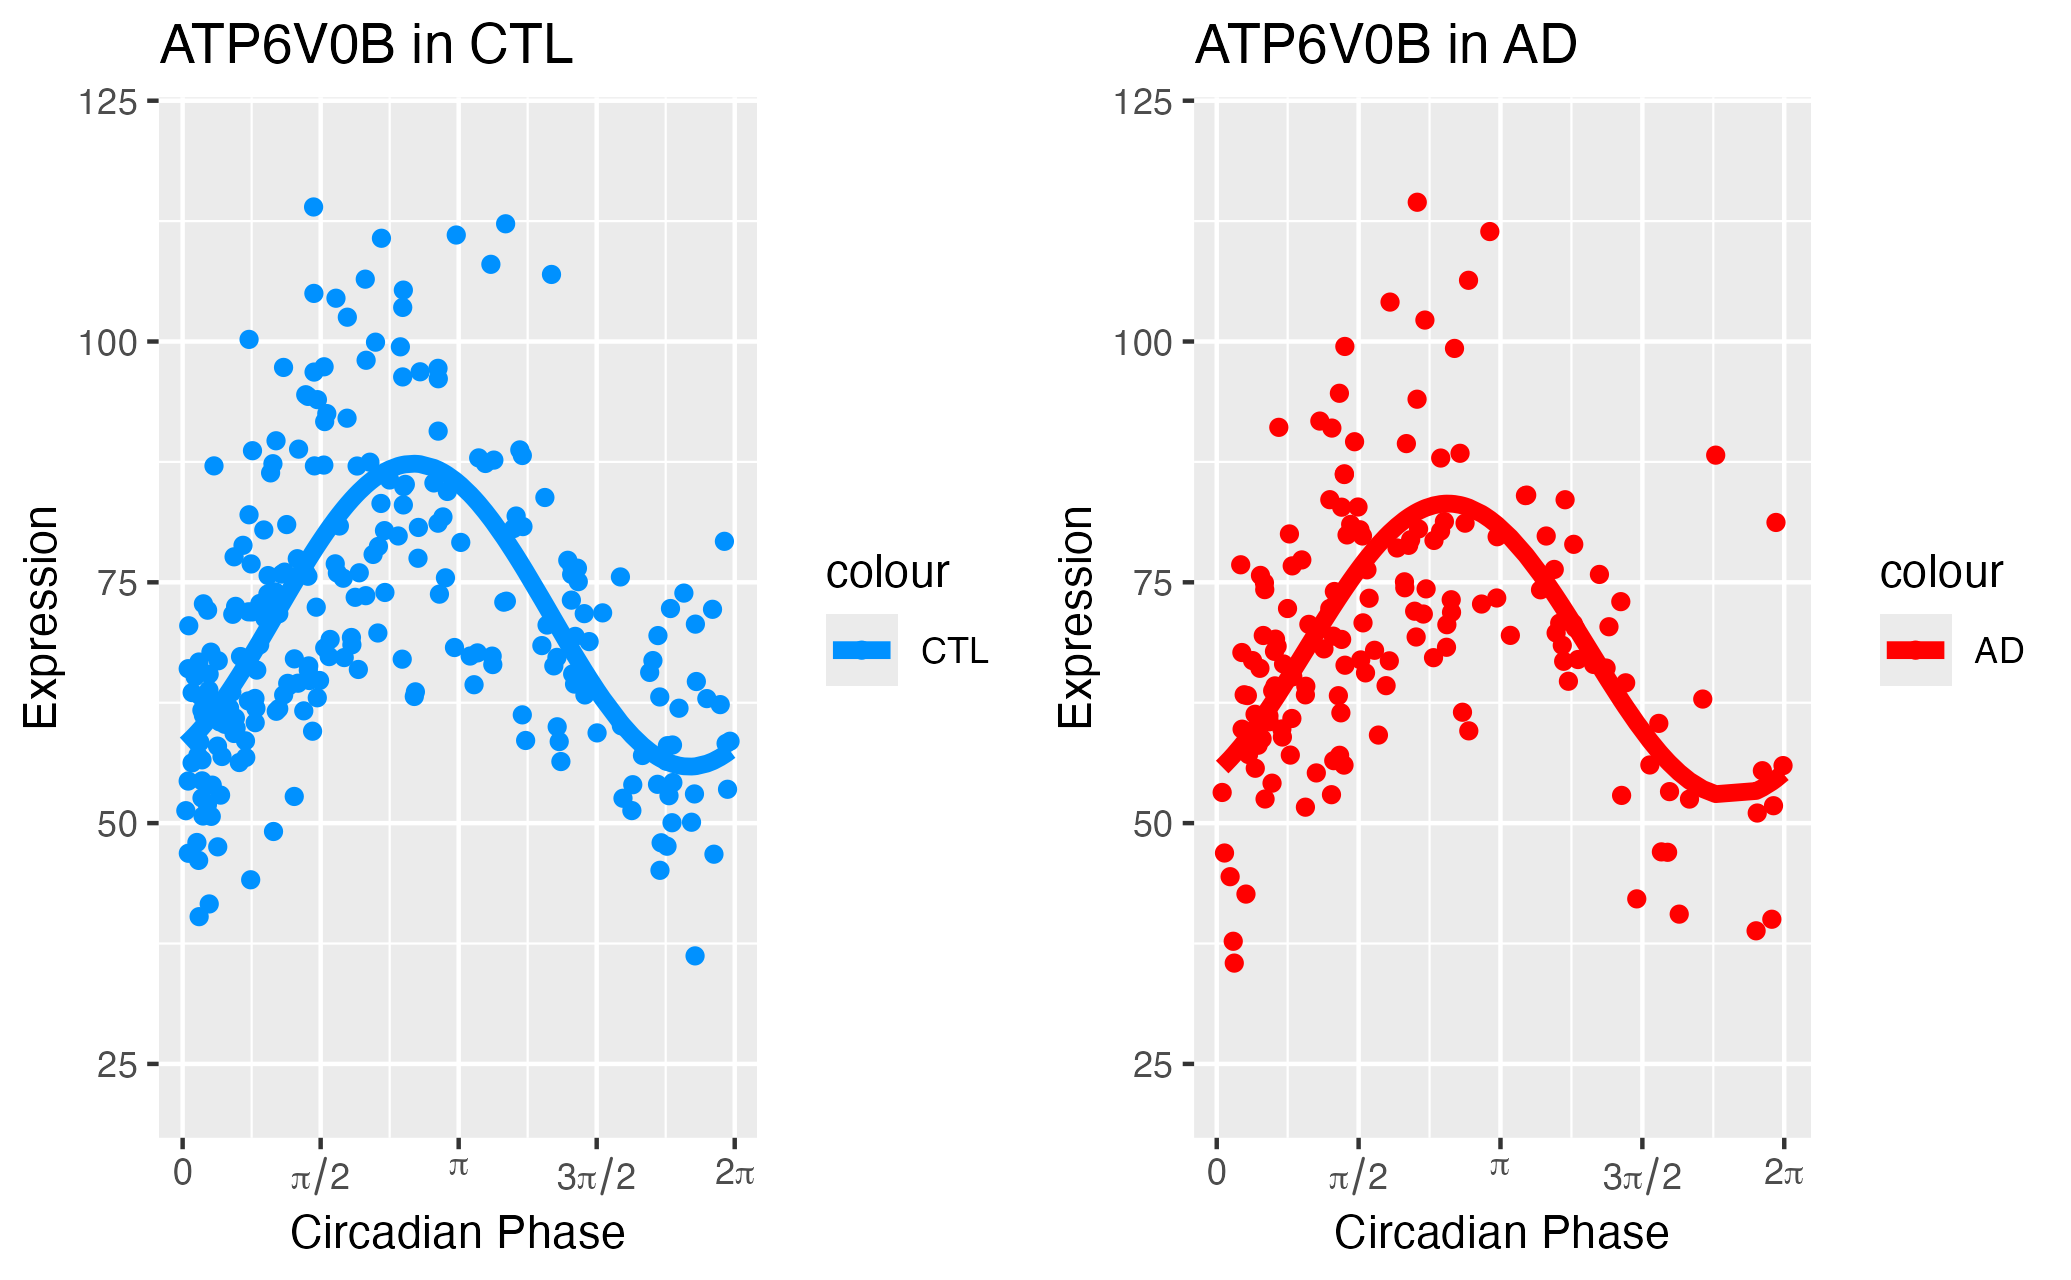 ATP6V0B in CTL
125
100
75
50
25
Expression
0
π/2
π
3π/2
2π
Circadian Phase
colour
CTL
ATP6V0B in AD
125
100
75
50
25
Expression
0
π/2
π
3π/2
2π
Circadian Phase
colour
AD